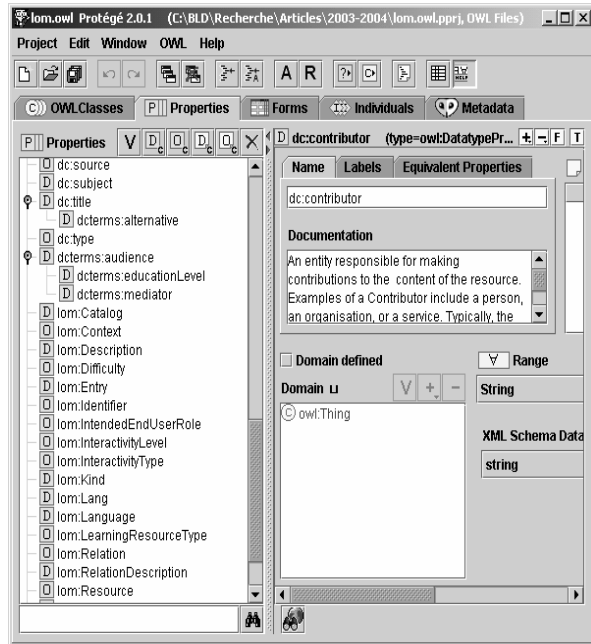 lom.owl Protégé 2.0.1 (C:\BLD\Recherche\Articles\2003-2004\lom.owl.pprj, OWL Files)
Project Edit Window OWL Help
A R
OWLClasses Properties Forms Individuals Metadata
Properties
V D O D O X
O dc:source
D dc:subject
D dc:title
D dcterms:alternative
O dc:type
D dcterms:audience
D dcterms:educationLevel
D dcterms:mediator
D lom:Catalog
O lom:Context
D lom:Description
O lom:Difficulty
D lom:Entry
O lom:Identifier
O lom:IntendedEndUserRole
O lom:InteractivityLevel
O lom:InteractivityType
D lom:Kind
D lom:Lang
D lom:Language
O lom:LearningResourceType
O lom:Relation
D lom:RelationDescription
O lom:Resource
D dc:contributor (type=owl:DatatypePr...
F T
Name Labels Equivalent Properties
dc:contributor
Documentation
An entity responsible for making
contributions to the content of the resource.
Examples of a Contributor include a person,
an organisation, or a service. Typically, the
Domain defined
Domain ⊔
V + −
C owl:Thing
∀ Range
String
XML Schema Data
string